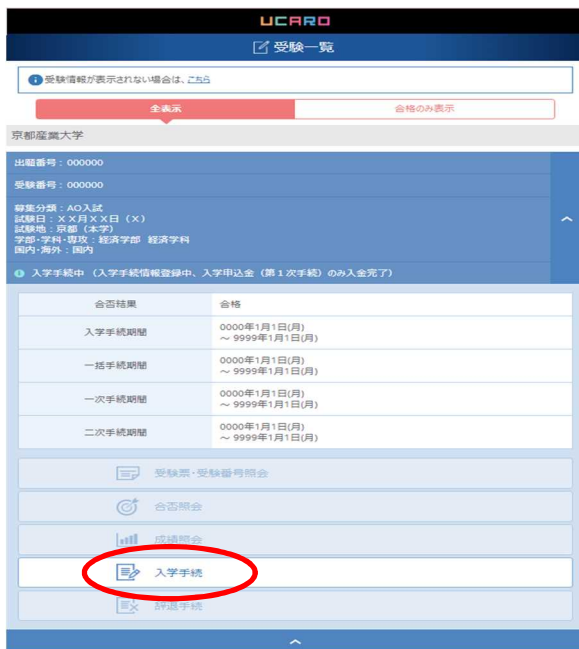 UCARO
受験一覧
受験情報が表示されない場合は、こちら
全表示
合格のみ表示
京都産業大学
出願番号：000000
受験番号：000000
募集分類：AO入試
試験日：××月××日（×）
試験地：京都（本学）
学部・学科・専攻：経済学部 経済学科
国内・海外：国内
入学手続中 （入学手続情報登録中、入学申込金（第１次手続）のみ入金完了）
合否結果 合格
入学手続期間 0000年1月1日(月)
～ 9999年1月1日(月)
一括手続期間 0000年1月1日(月)
～ 9999年1月1日(月)
一次手続期間 0000年1月1日(月)
～ 9999年1月1日(月)
二次手続期間 0000年1月1日(月)
～ 9999年1月1日(月)
受験票・受験番号照会
合否照会
成績照会
入学手続
辞退手続